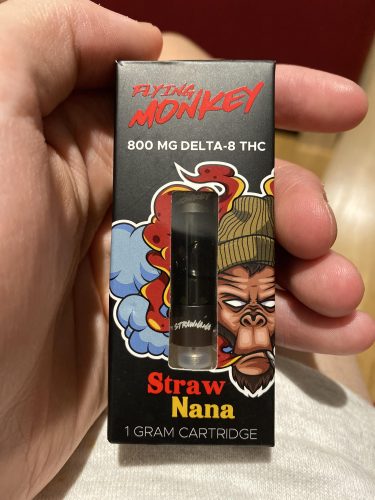 FLYING
MONKEY
800 MG DELTA-8 THC
STRAWNANA
Straw
Nana
1 GRAM CARTRIDGE